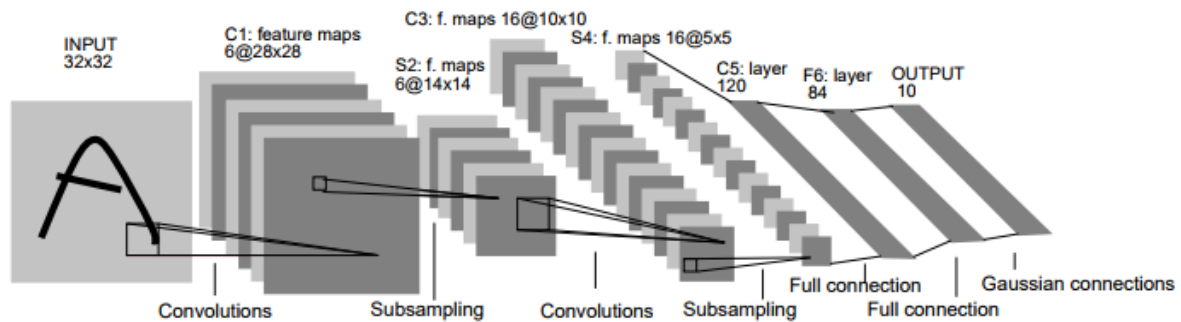 INPUT
32x32
C1: feature maps
6@28x28
S2: f. maps
6@14x14
C3: f. maps 16@10x10
S4: f. maps 16@5x5
C5: layer
120
F6: layer
84
OUTPUT
10
Convolutions
Subsampling
Convolutions
Subsampling
Full connection
Full connection
Gaussian connections